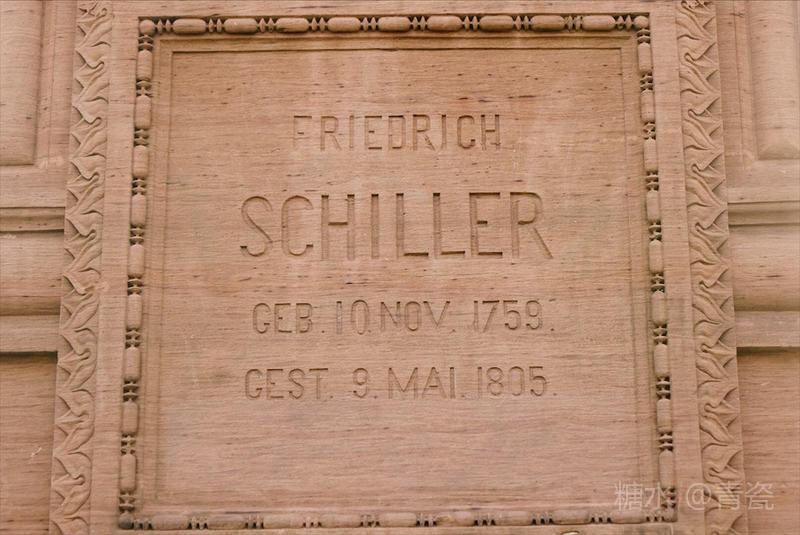 FRIEDRICH
SCHILLER
GEB. 10. NOV. 1759.
GEST. 9. MAI. 1805.
糖水 @青瓷